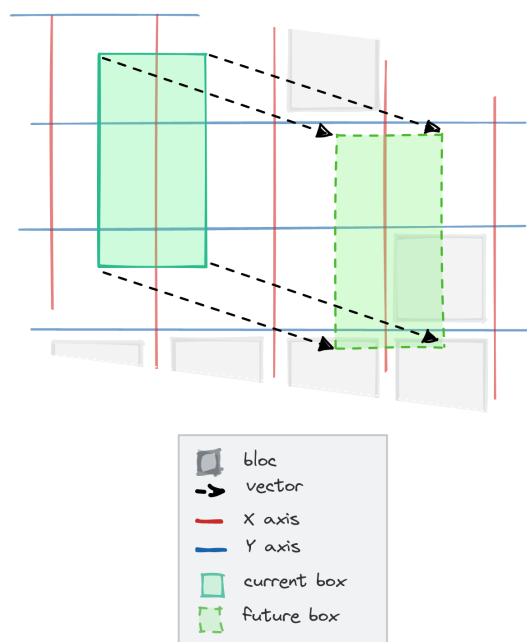 bloc
vector
X axis
Y axis
current box
future box